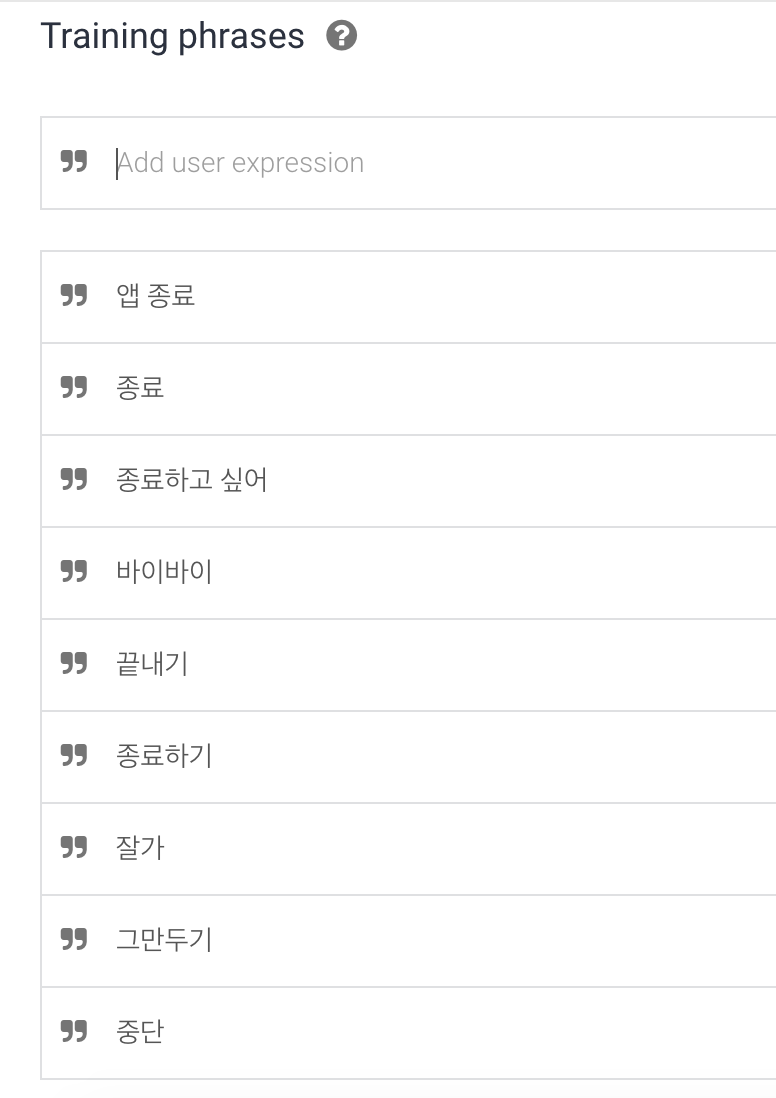 Training phrases
Add user expression
앱 종료
종료
종료하고 싶어
바이바이
끝내기
종료하기
잘가
그만두기
중단